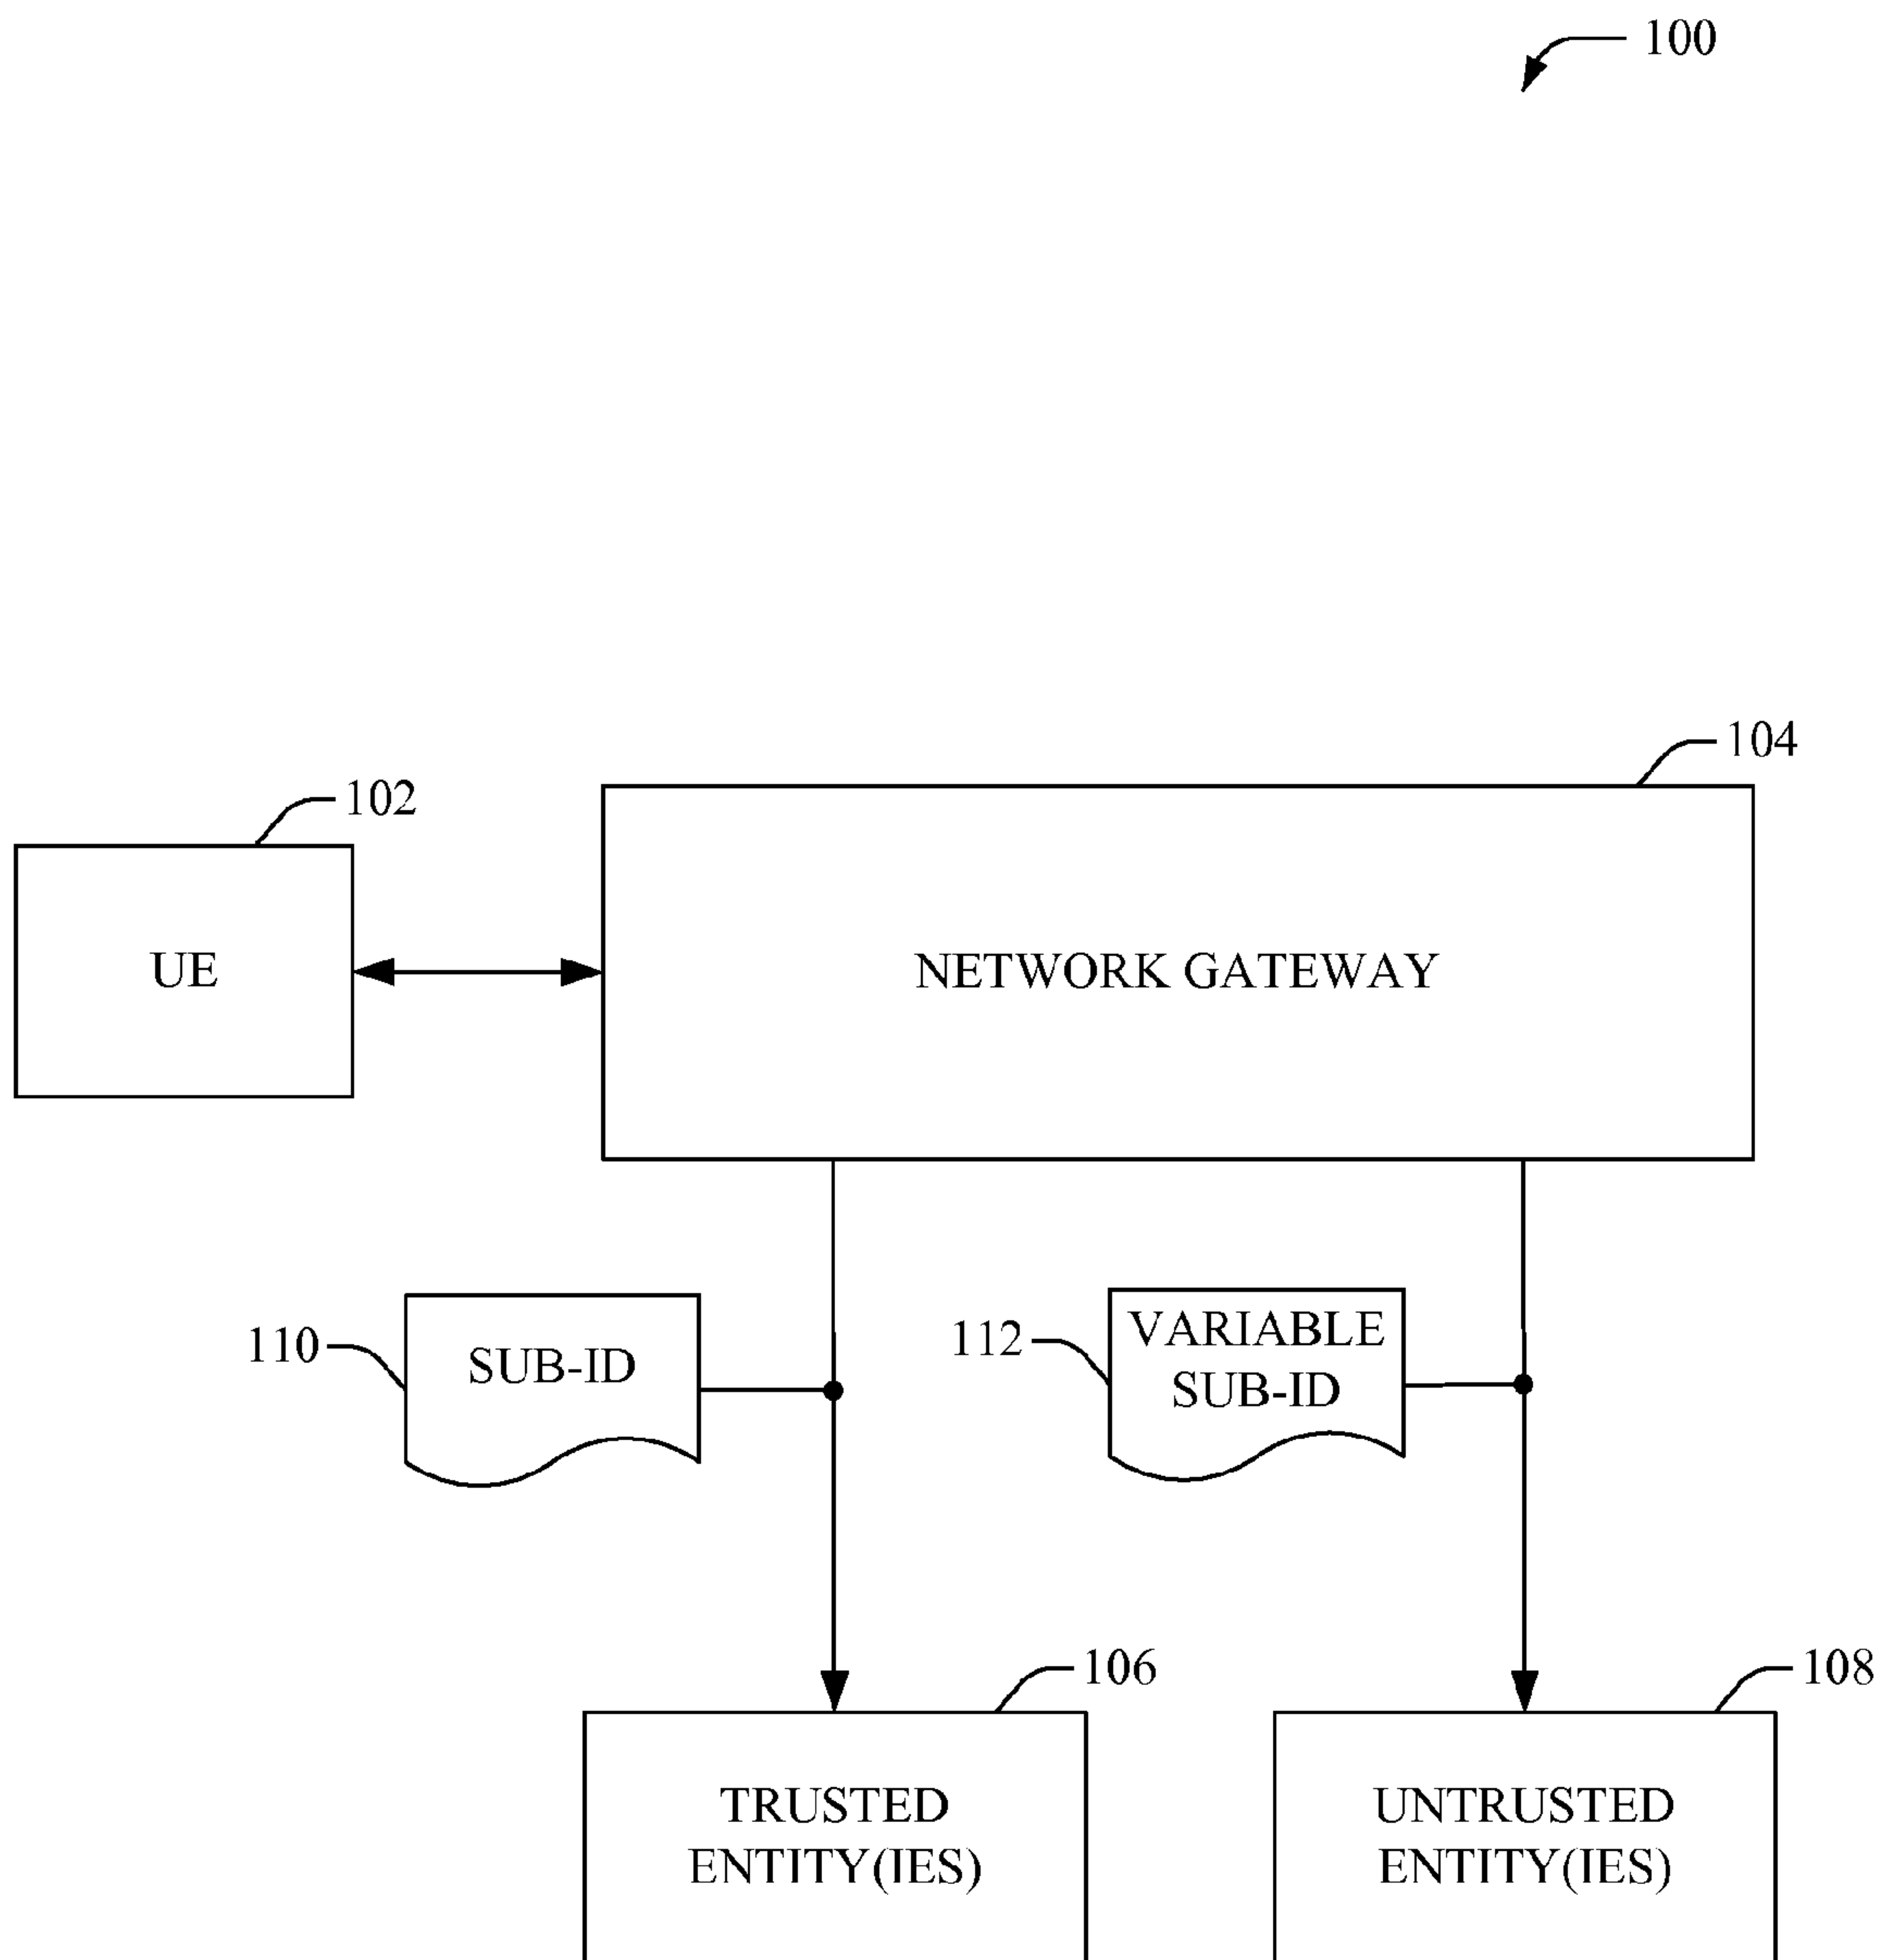 100
104
102
UE
NETWORK GATEWAY
110
SUB-ID
112
VARIABLE
SUB-ID
106
108
TRUSTED
ENTITY(IES)
UNTRUSTED
ENTITY(IES)